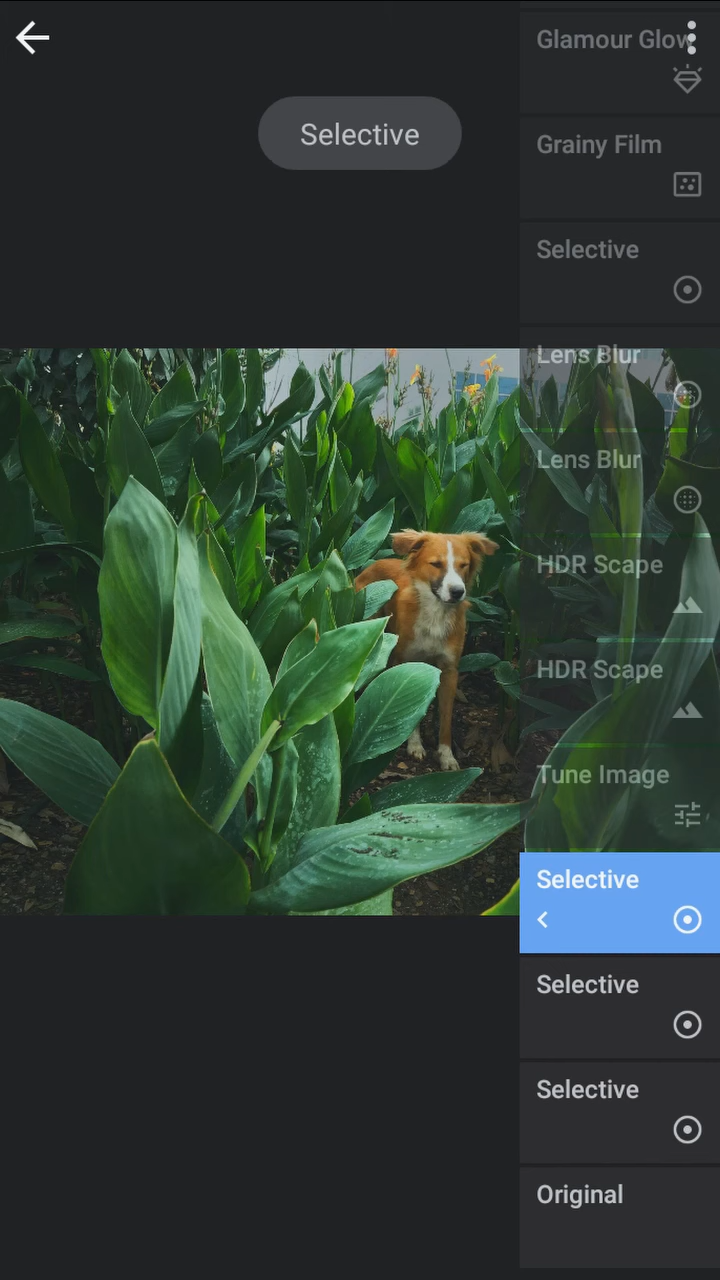 Selective
Glamour Glow
Grainy Film
Selective
Lens Blur
Lens Blur
HDR Scape
HDR Scape
Tune Image
Selective
Selective
Selective
Original